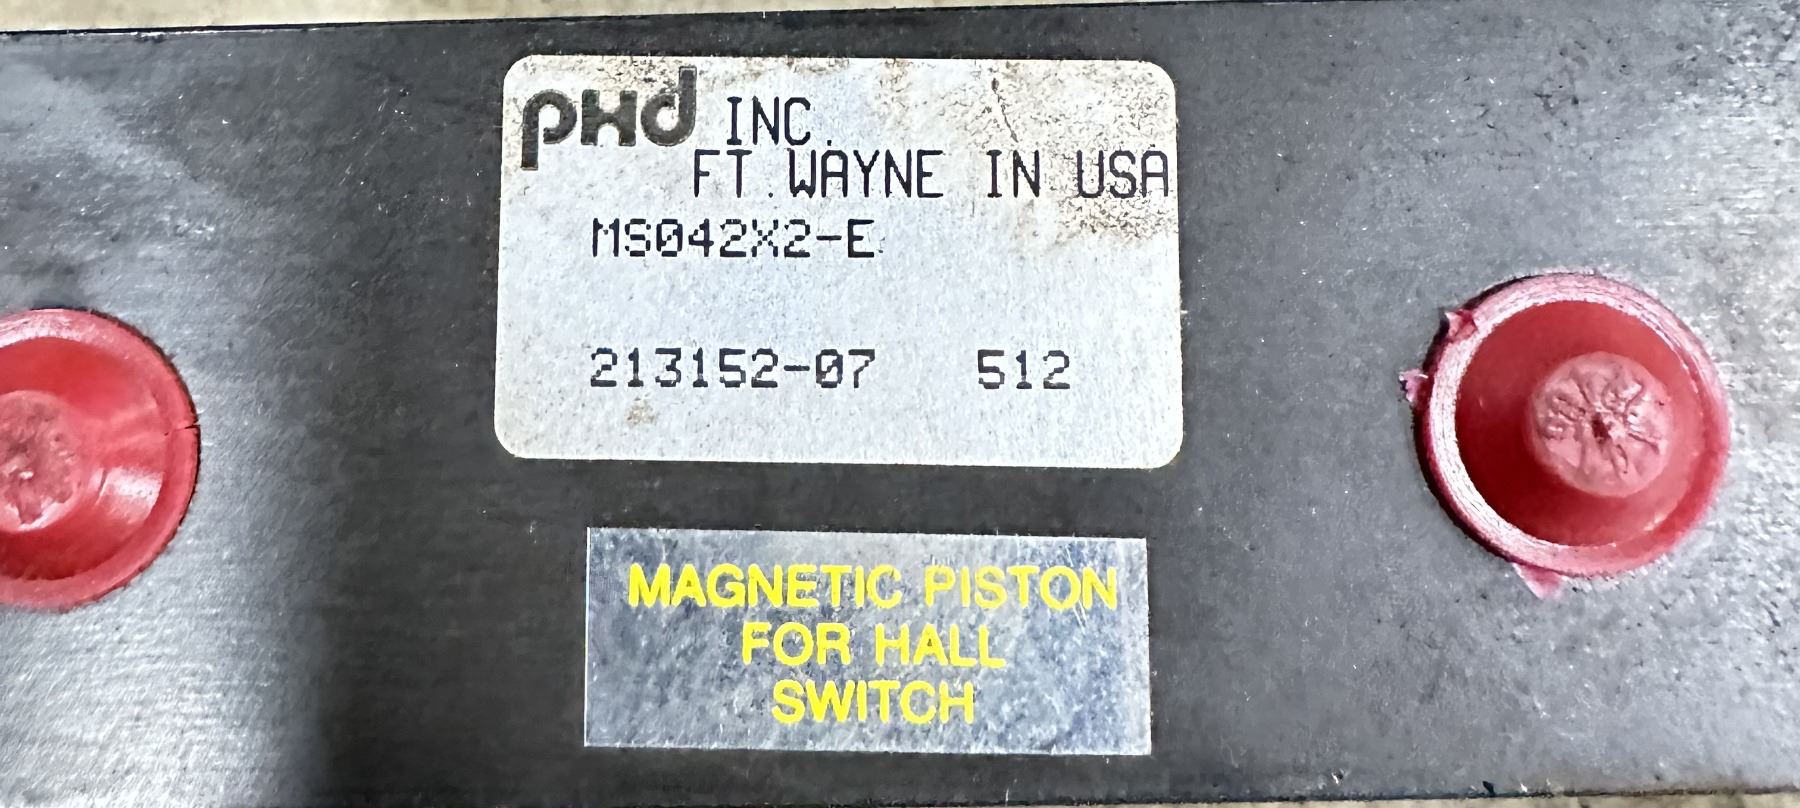 PHD INC.
FT.WAYNE IN USA
MS042X2-E
213152-07 512
MAGNETIC PISTON
FOR HALL
SWITCH